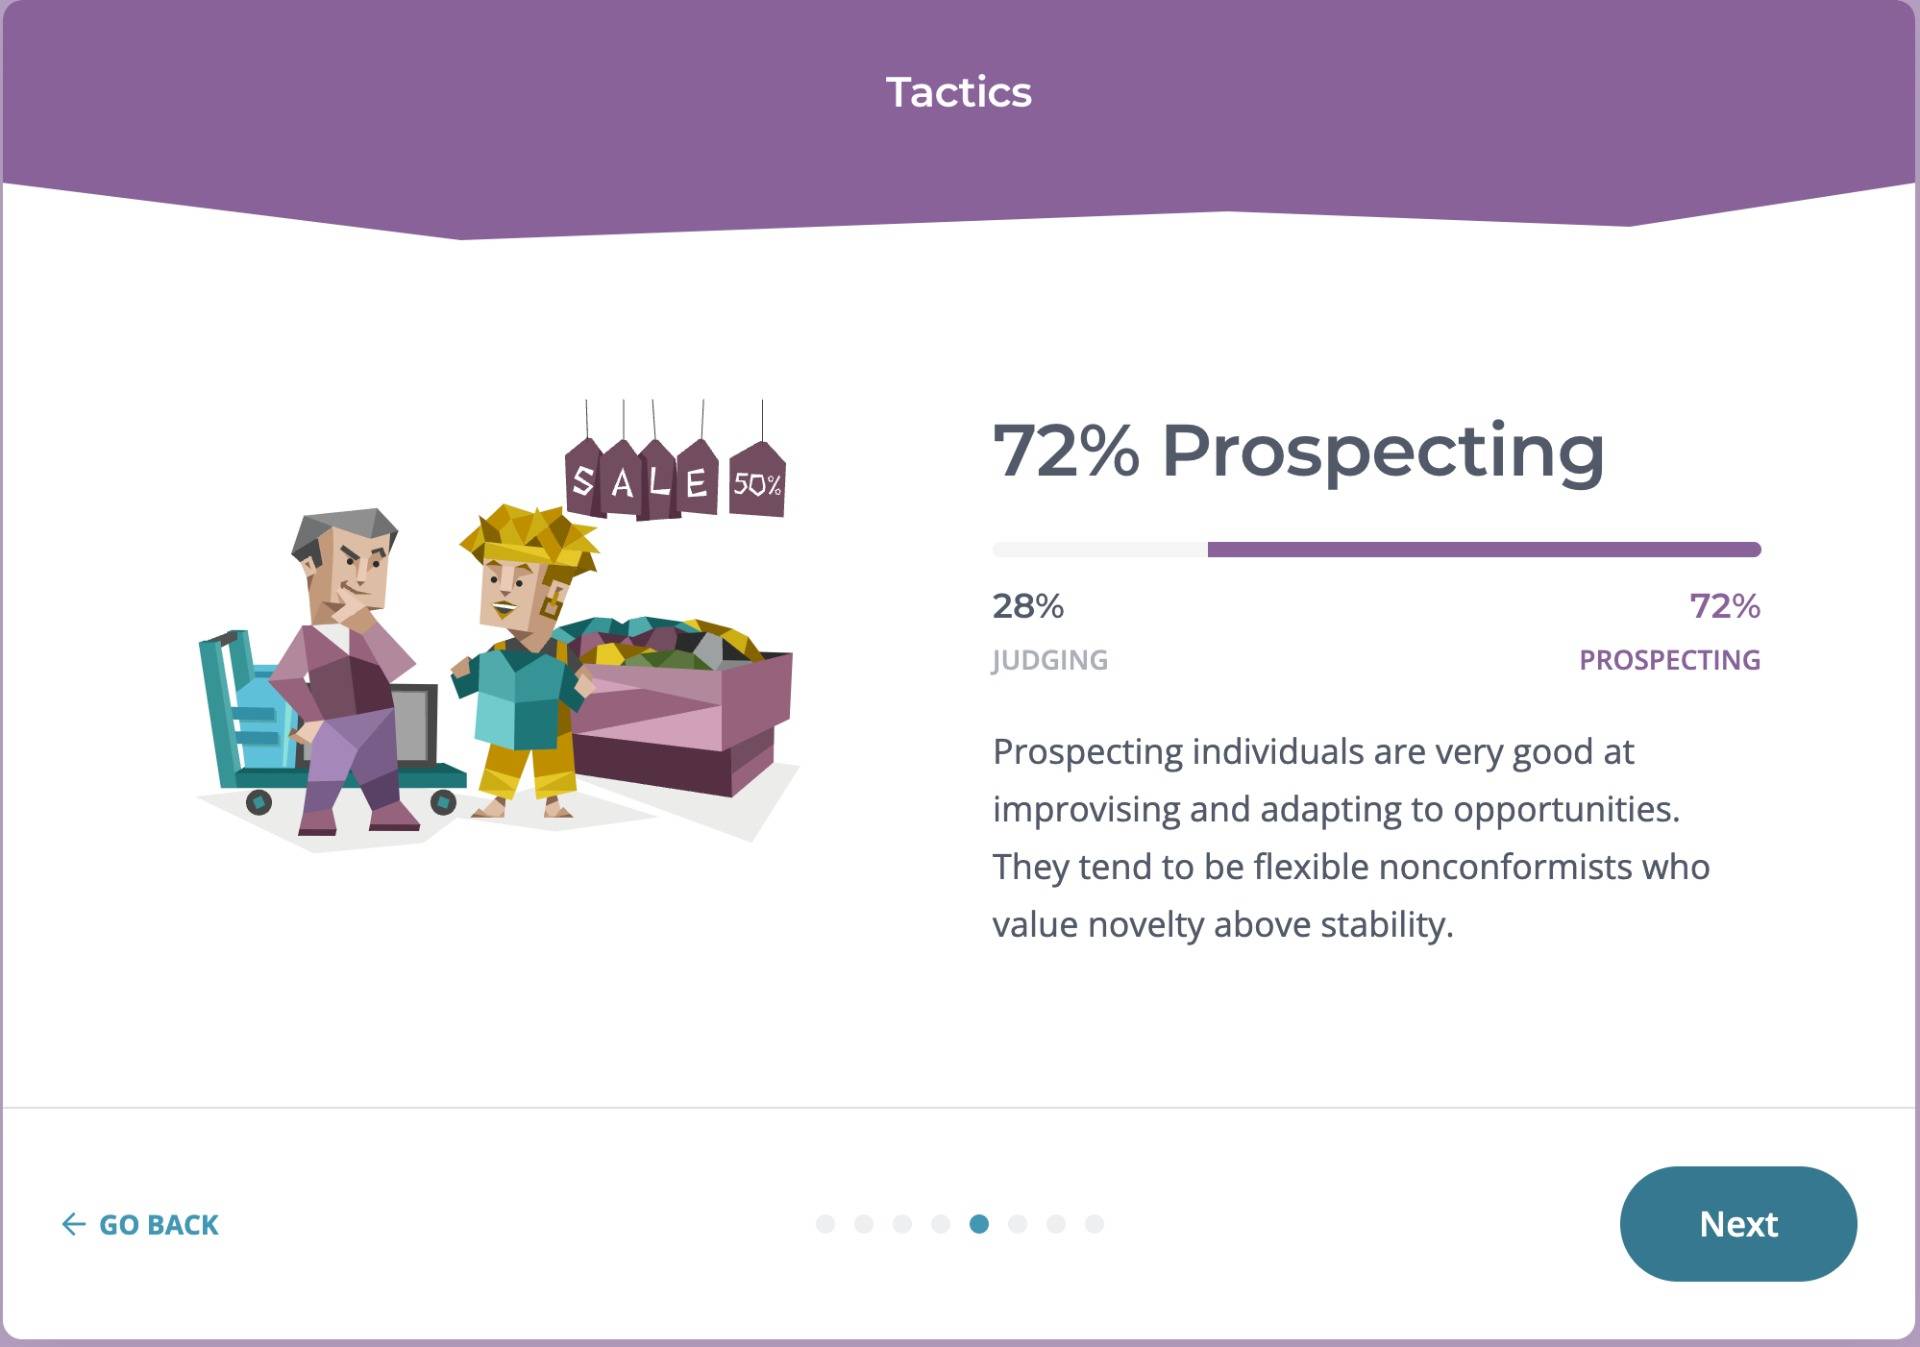 Tactics
SALE 50%
72% Prospecting
28% 72%
JUDGING PROSPECTING
Prospecting individuals are very good at
improvising and adapting to opportunities.
They tend to be flexible nonconformists who
value novelty above stability.
GO BACK
Next